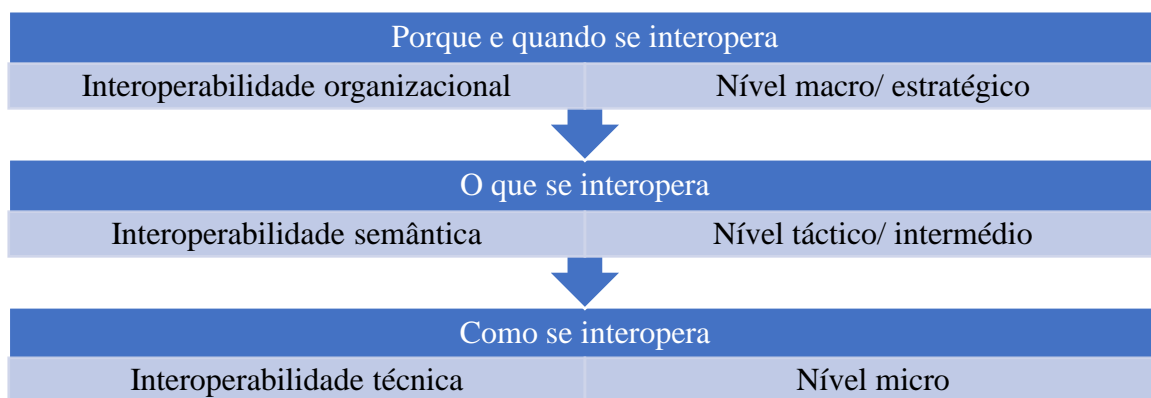 Porque e quando se interopera
Interoperabilidade organizacional Nível macro/ estratégico
O que se interopera
Interoperabilidade semântica Nível táctico/ intermédio
Como se interopera
Interoperabilidade técnica Nível micro